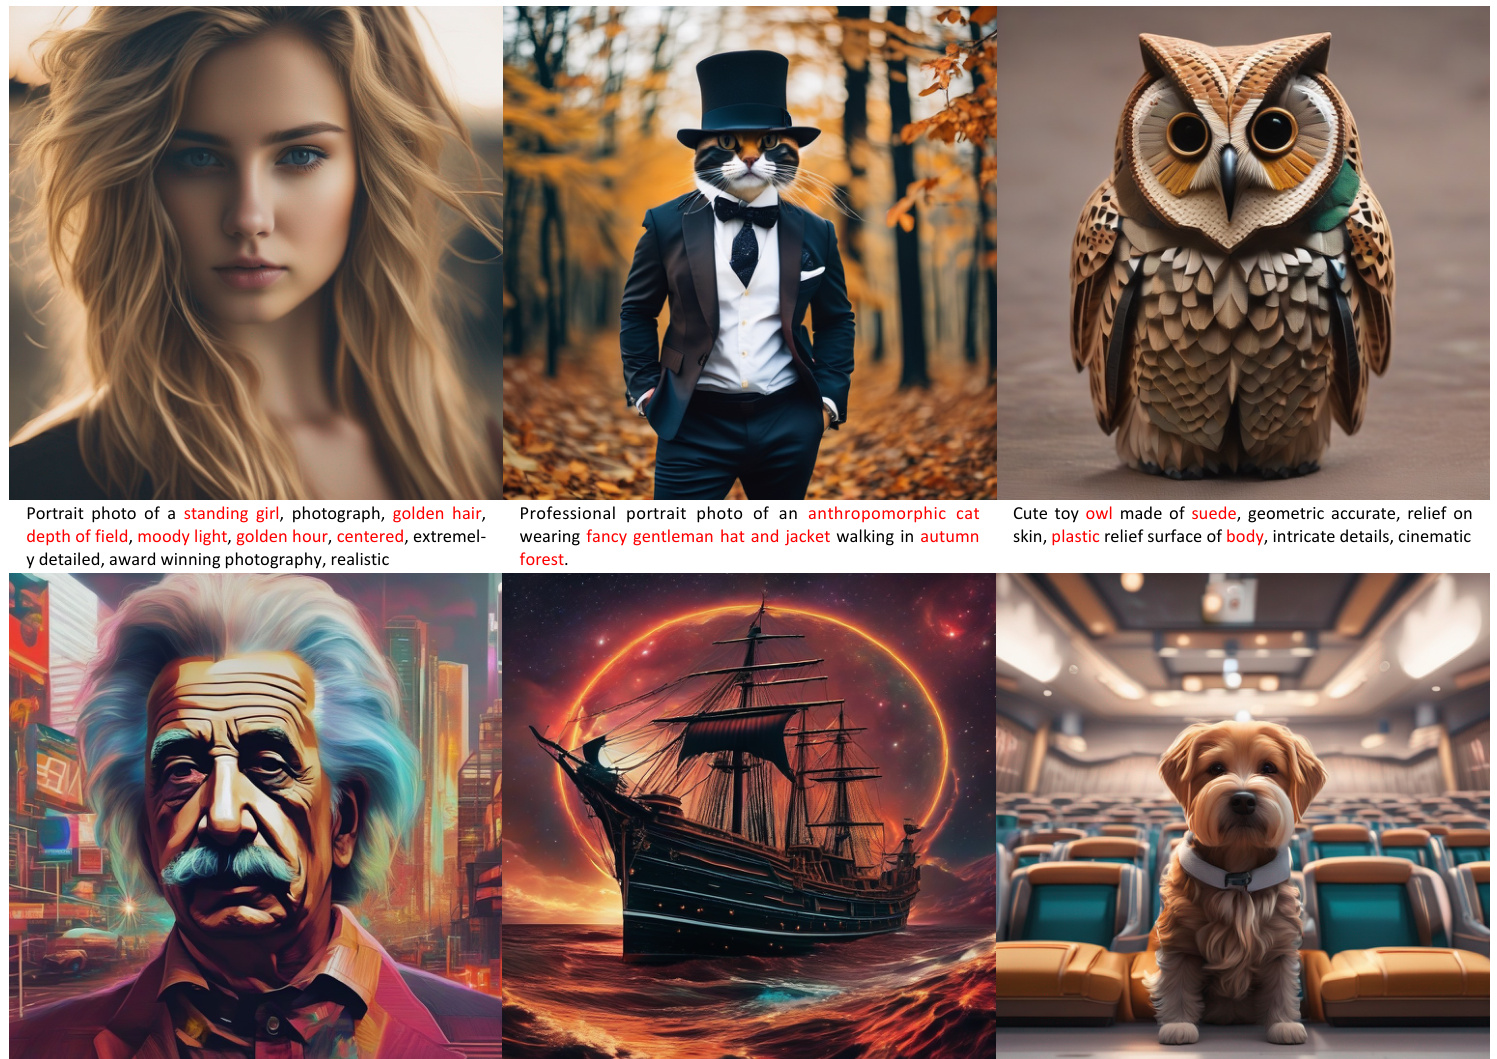 Portrait photo of a standing girl, photograph, golden hair,
depth of field, moody light, golden hour, centered, extremel-
y detailed, award winning photography, realistic
Professional portrait photo of an anthropomorphic cat
wearing fancy gentleman hat and jacket walking in autumn
forest.
Cute toy owl made of suede, geometric accurate, relief on
skin, plastic relief surface of body, intricate details, cinematic